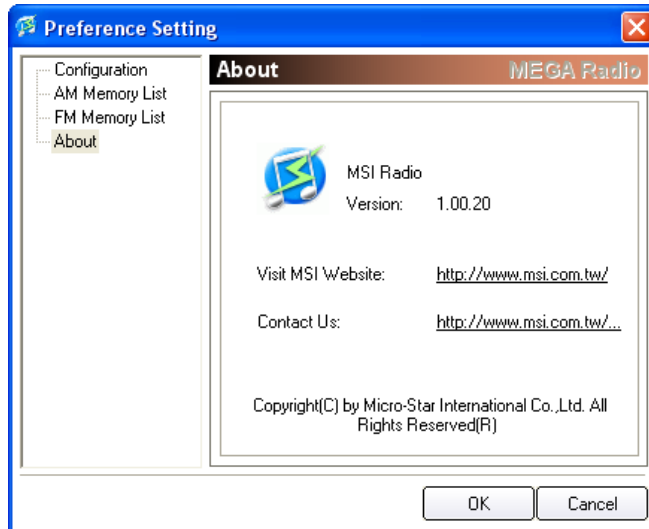 Preference Setting
Configuration
AM Memory List
FM Memory List
About
About
MEGA Radio
MSI Radio
Version: 1.00.20
Visit MSI Website: http://www.msi.com.tw/
Contact Us: http://www.msi.com.tw/...
Copyright(C) by Micro-Star International Co.,Ltd. All
Rights Reserved(R)
OK
Cancel